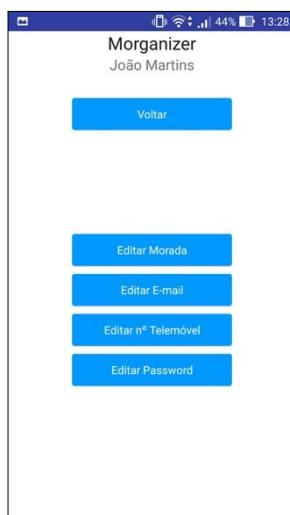 44% 13:28
Morganizer
João Martins
Voltar
Editar Morada
Editar E-mail
Editar nº Telemóvel
Editar Password